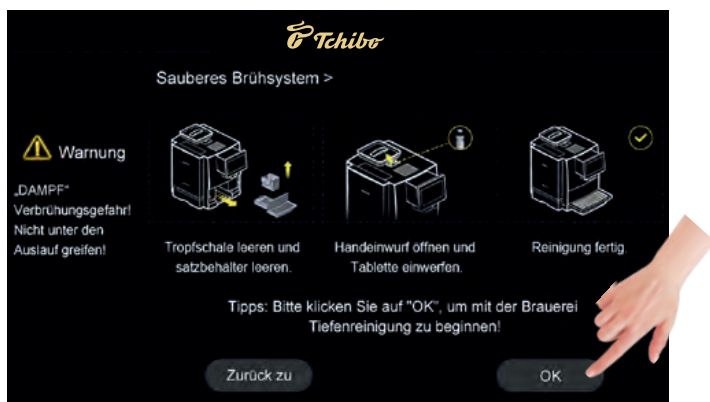 Tchibo
Sauberes Brühsystem >
Warnung
„DAMPF“
Verbrühungsgefahr!
Nicht unter den
Auslauf greifen!
Tropfschale leeren und
satzbehälter leeren.
Handeinwurf öffnen und
Tablette einwerfen.
Reinigung fertig.
Tipps: Bitte klicken Sie auf "OK", um mit der Brauerei
Tiefenreinigung zu beginnen!
Zurück zu
OK